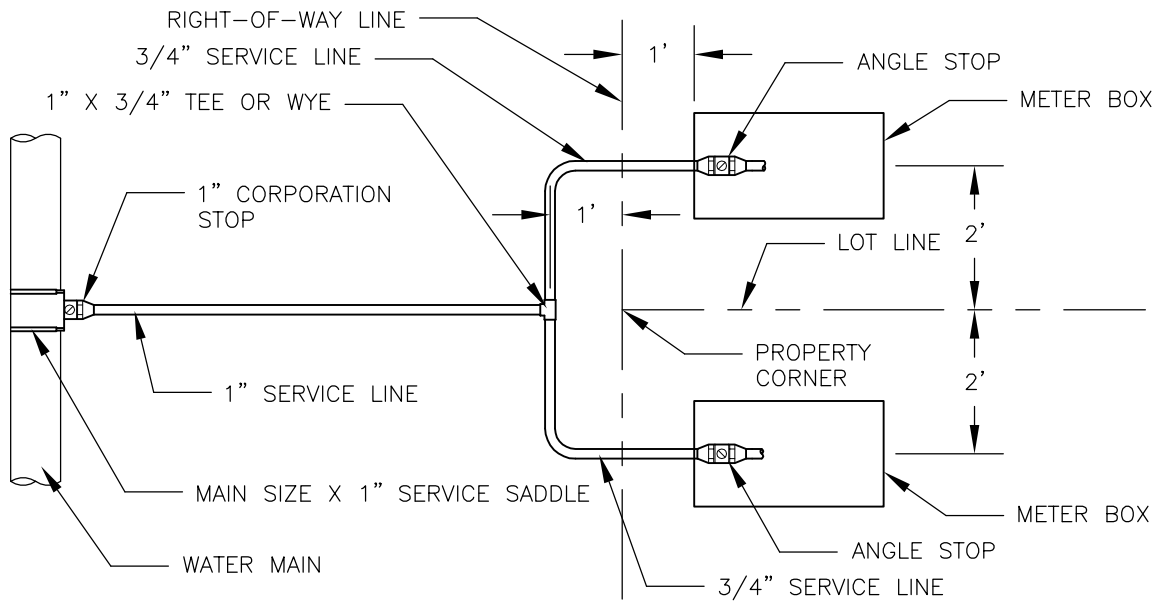 RIGHT-OF-WAY LINE
3/4" SERVICE LINE
1'
ANGLE STOP
1" X 3/4" TEE OR WYE
METER BOX
1" CORPORATION
STOP
1'
2'
LOT LINE
PROPERTY
CORNER
2'
1" SERVICE LINE
MAIN SIZE X 1" SERVICE SADDLE
METER BOX
WATER MAIN
ANGLE STOP
3/4" SERVICE LINE